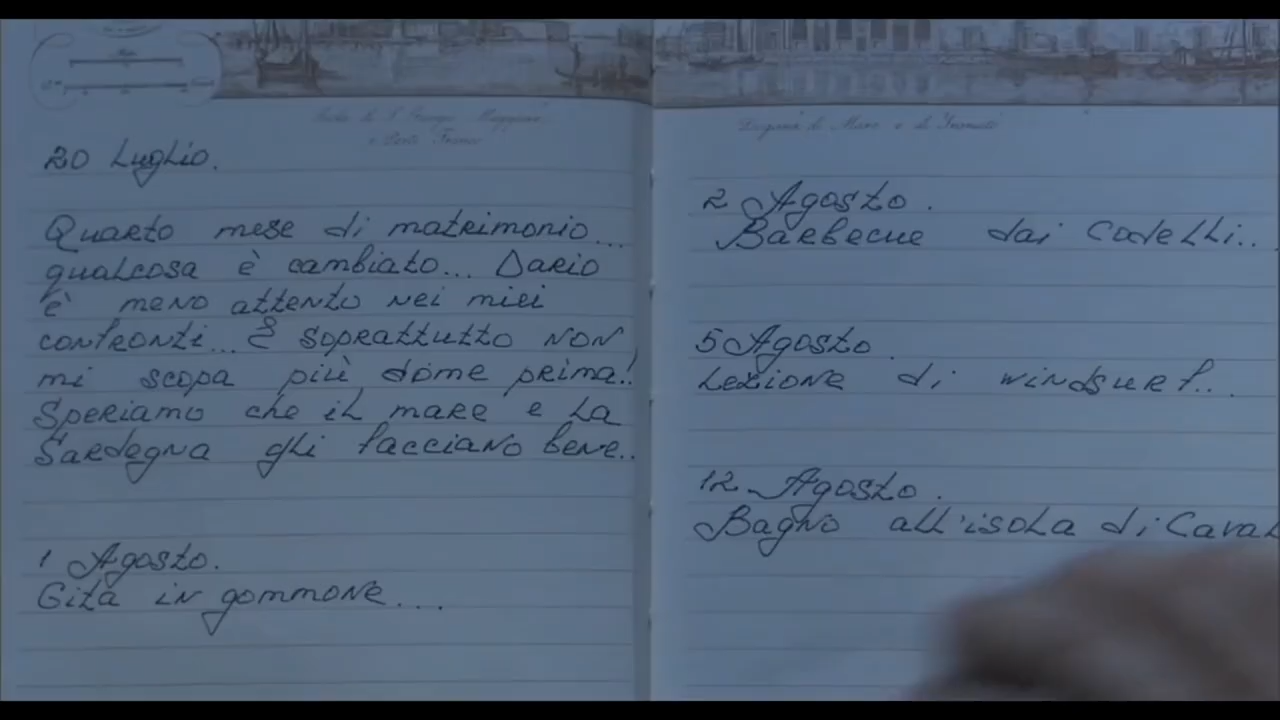 20 Luglio.
Quarto mese di matrimonio...
qualcosa è cambiato... Dario
è meno attento nei miei
confronti... E soprattutto non
mi scopa più come prima!.
Speriamo che il mare e la
Sardegna gli facciano bene..
1 Agosto.
Gita in gommone....
2 Agosto.
Barbecue dai Codelli..
5 Agosto.
Lezione di windsurf...
12 Agosto.
Bagno all'isola di